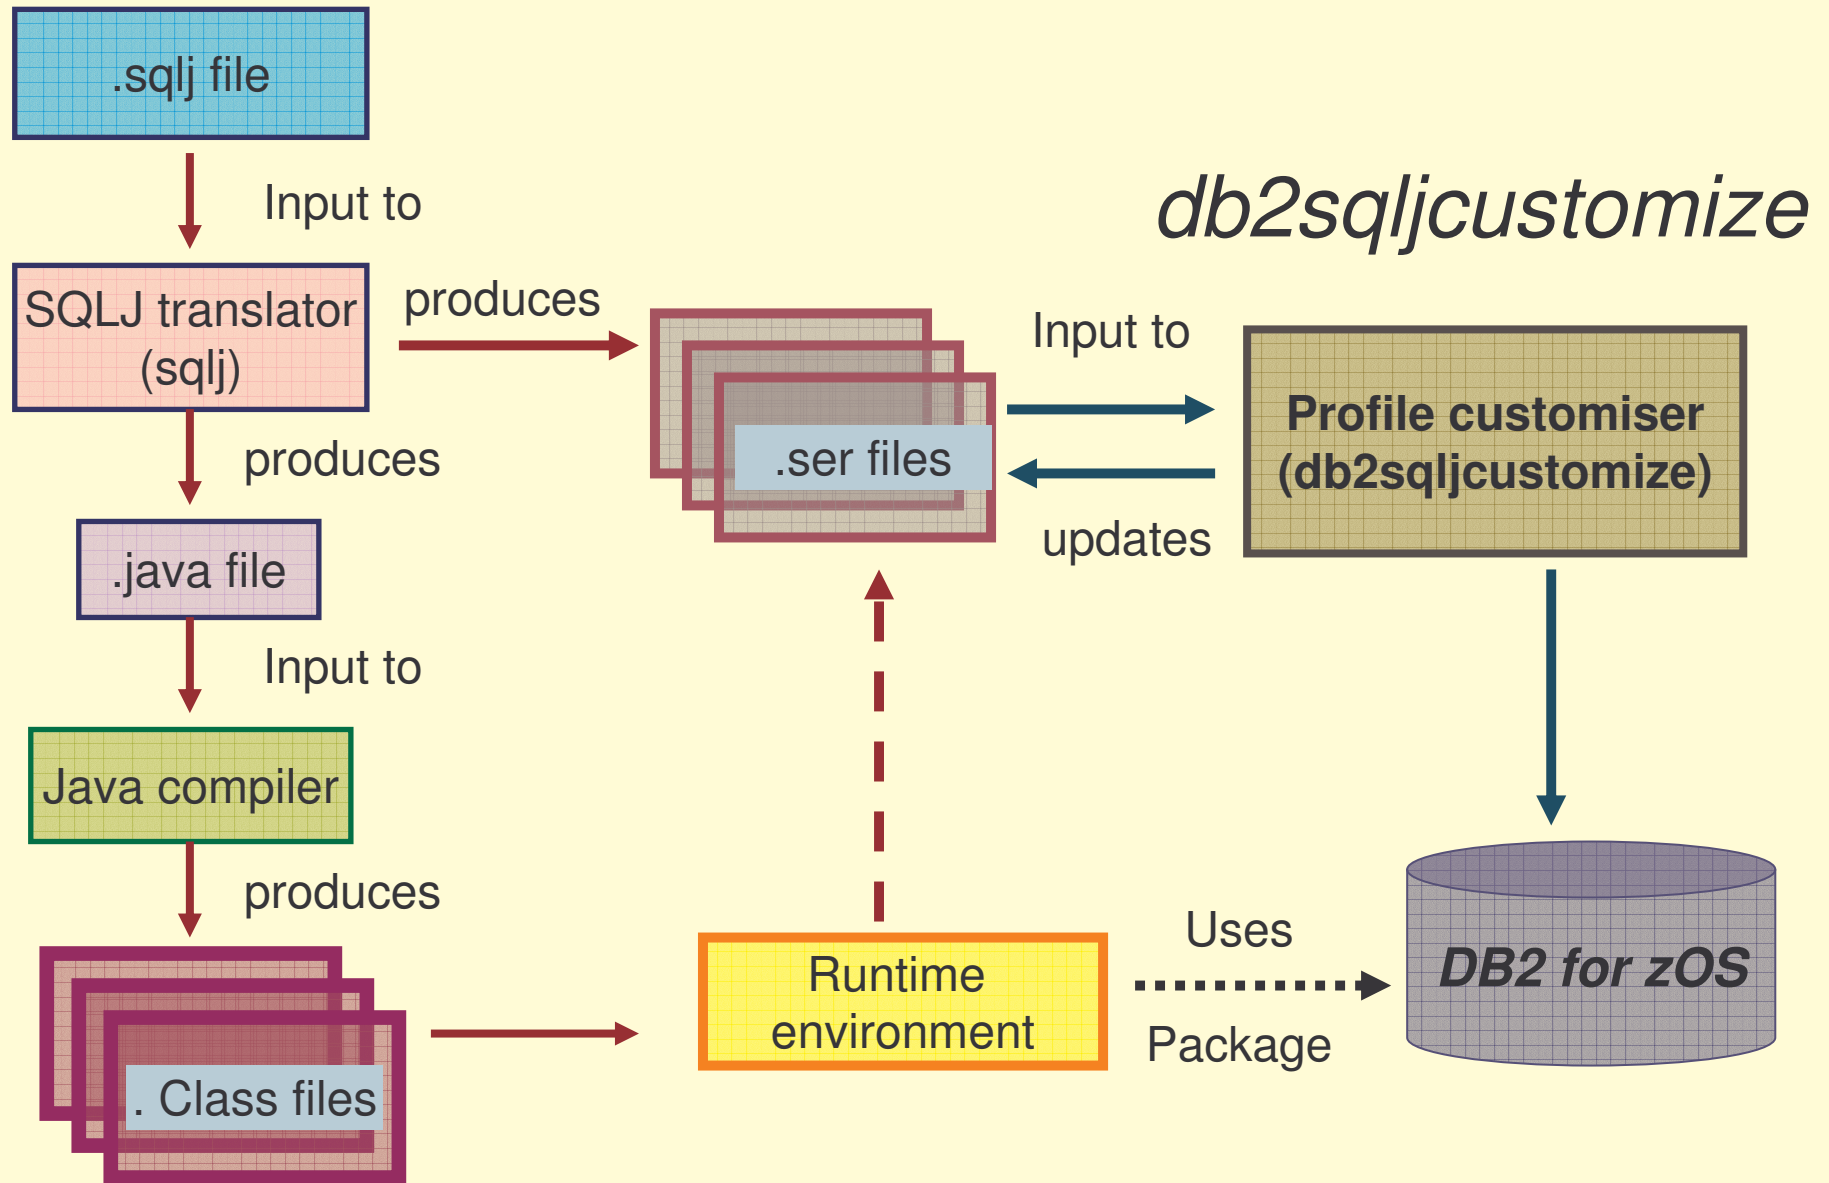 .sqlj file
Input to
db2sqljcustomize
SQLJ translator
(sqlj)
produces
Input to
Profile customiser
(db2sqljcustomize)
.ser files
updates
produces
.java file
Input to
Java compiler
produces
Runtime
environment
Uses
Package
DB2 for zOS
. Class files